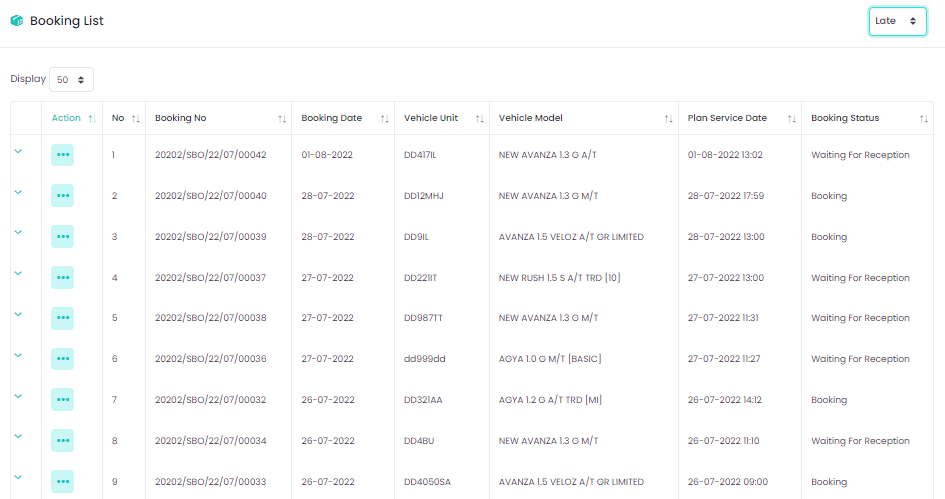 Booking List
Late
Display 50
Action No Booking No Booking Date Vehicle Unit Vehicle Model Plan Service Date Booking Status
1 20202/SBO/22/07/00042 01-08-2022 DD417IL NEW AVANZA 1.3 G A/T 01-08-2022 13:02 Waiting For Reception
2 20202/SBO/22/07/00040 28-07-2022 DD12MHJ NEW AVANZA 1.3 G M/T 28-07-2022 17:59 Booking
3 20202/SBO/22/07/00039 28-07-2022 DD9IL AVANZA 1.5 VELOZ A/T GR LIMITED 28-07-2022 13:00 Booking
4 20202/SBO/22/07/00037 27-07-2022 DD221IT NEW RUSH 1.5 S A/T TRD [10] 27-07-2022 13:00 Waiting For Reception
5 20202/SBO/22/07/00038 27-07-2022 DD987TT NEW AVANZA 1.3 G M/T 27-07-2022 11:31 Waiting For Reception
6 20202/SBO/22/07/00036 27-07-2022 dd999dd AGYA 1.0 G M/T [BASIC] 27-07-2022 11:27 Waiting For Reception
7 20202/SBO/22/07/00032 26-07-2022 DD321AA AGYA 1.2 G A/T TRD [MI] 26-07-2022 14:12 Booking
8 20202/SBO/22/07/00034 26-07-2022 DD4BU NEW AVANZA 1.3 G M/T 26-07-2022 11:10 Waiting For Reception
9 20202/SBO/22/07/00033 26-07-2022 DD4050SA AVANZA 1.5 VELOZ A/T GR LIMITED 26-07-2022 09:00 Booking